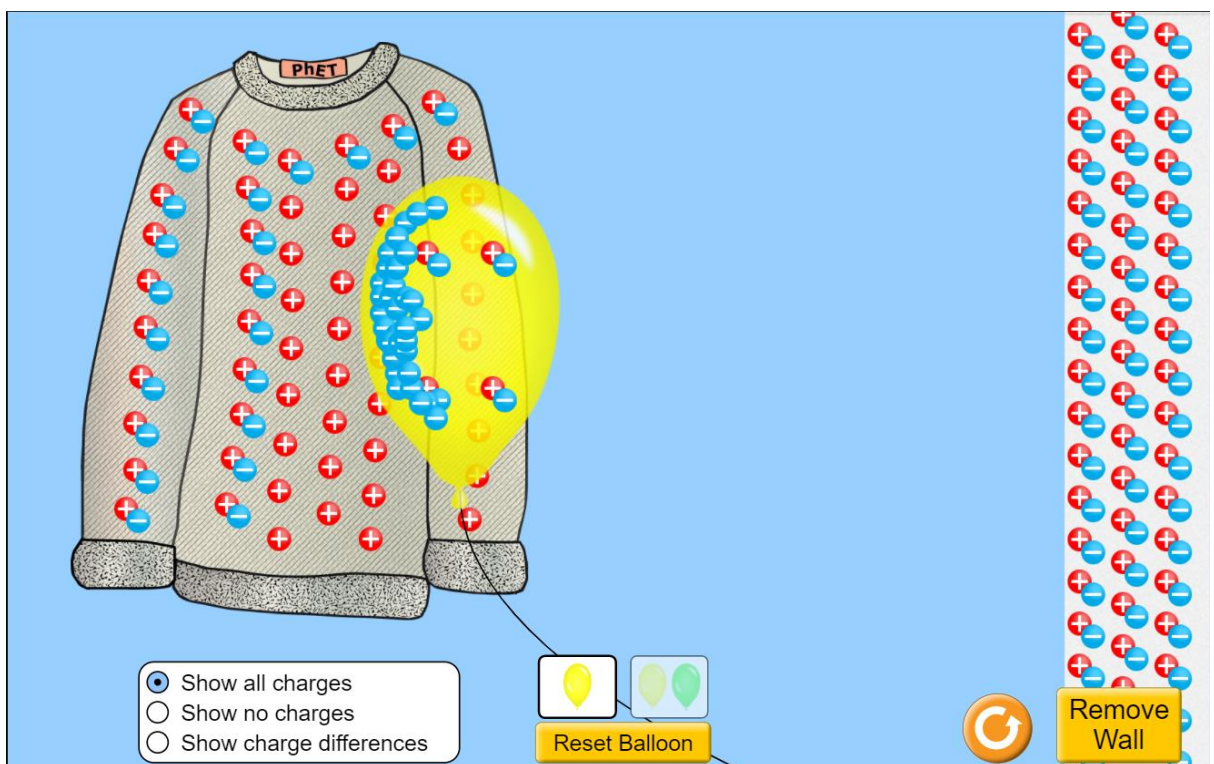 PhET
Show all charges
Show no charges
Show charge differences
Reset Balloon
Remove
Wall